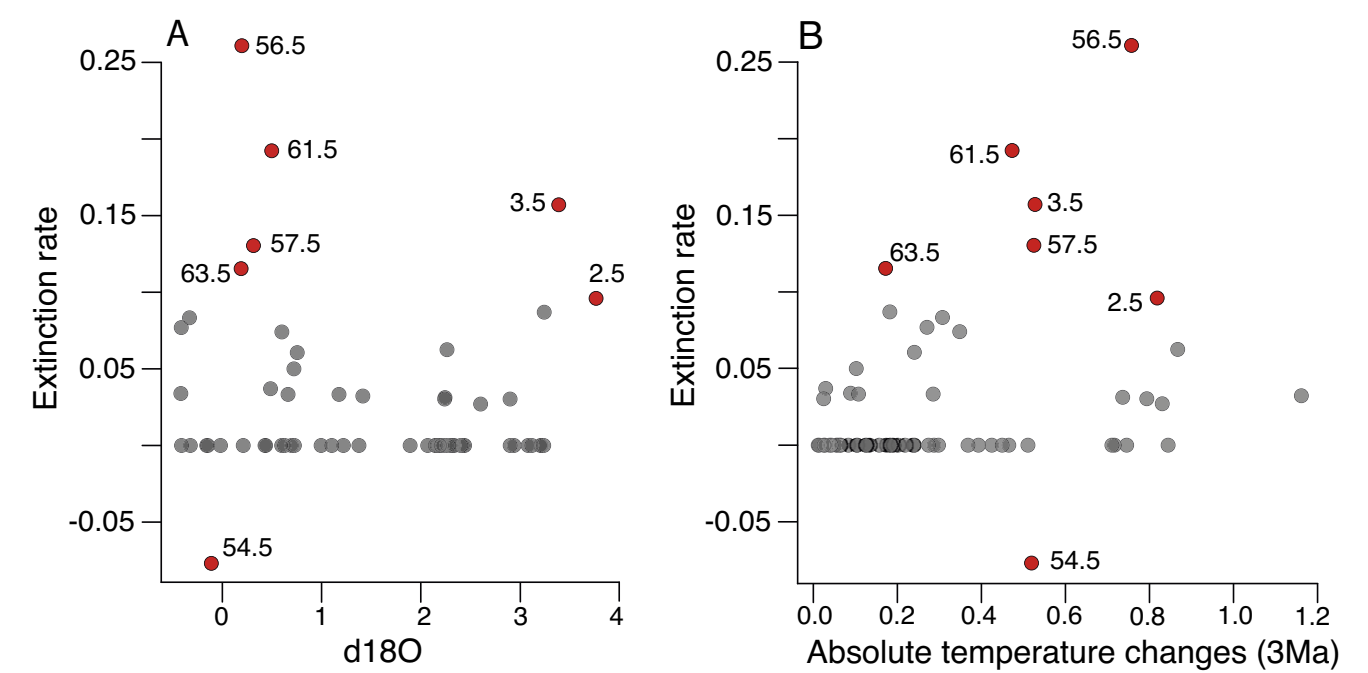 A
56.5
0.25
61.5
0.15
3.5
57.5
63.5
2.5
0.05
-0.05
54.5
Extinction rate
0 1 2 3 4
d18O
B
56.5
0.25
61.5
0.15
3.5
57.5
63.5
2.5
0.05
-0.05
54.5
Extinction rate
0.0 0.2 0.4 0.6 0.8 1.0 1.2
Absolute temperature changes (3Ma)